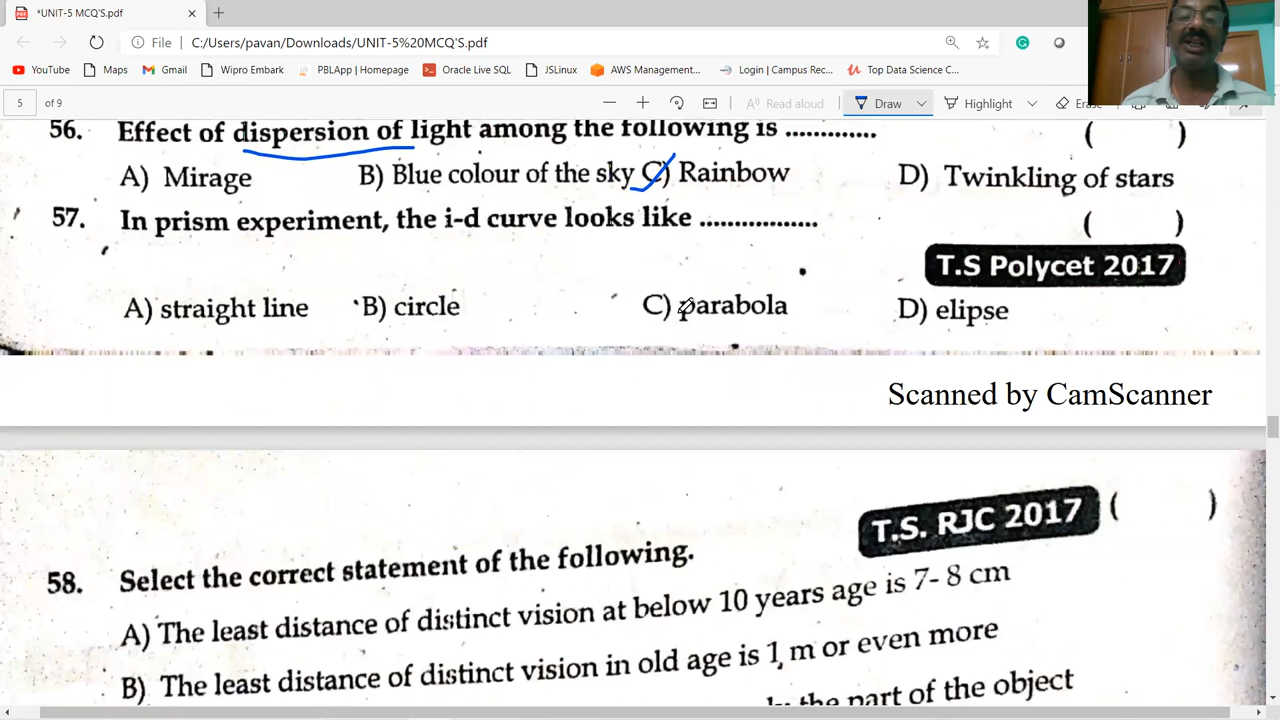 *UNIT-5 MCQ'S.pdf
File C:/Users/pavan/Downloads/UNIT-5%20MCQ'S.pdf
YouTube Maps Gmail Wipro Embark PBLApp | Homepage Oracle Live SQL JSLinux AWS Management... Login | Campus Rec... Top Data Science C...
5 of 9 Read aloud Draw Highlight
56. Effect of dispersion of light among the following is ............. ( )
A) Mirage B) Blue colour of the sky C) Rainbow D) Twinkling of stars
57. In prism experiment, the i-d curve looks like ................. ( )
T.S Polycet 2017
A) straight line B) circle C) parabola D) elipse
Scanned by CamScanner
T.S. RJC 2017 ( )
58. Select the correct statement of the following.
A) The least distance of distinct vision at below 10 years age is 7- 8 cm
B) The least distance of distinct vision in old age is 1 m or even more
the part of the object